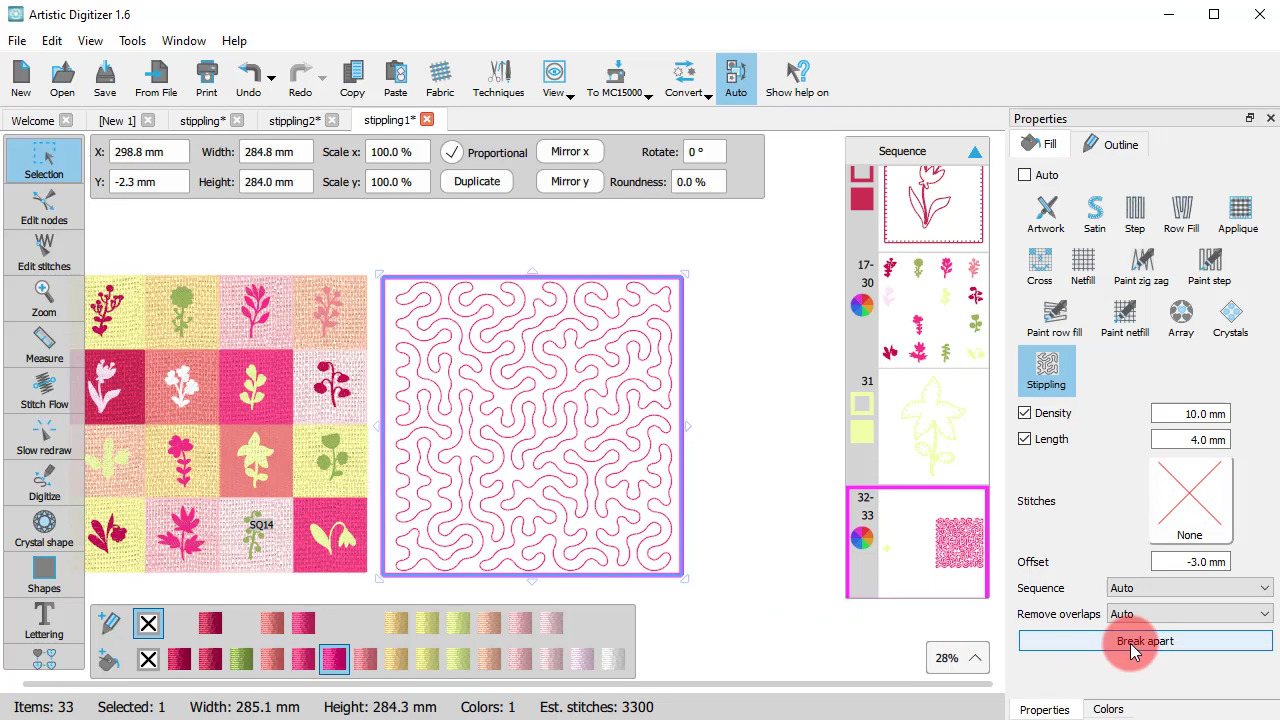 Artistic Digitizer 1.6
File Edit View Tools Window Help
New Open Save From File Print Undo Redo Copy Paste Fabric Techniques View To MC15000 Convert Auto Show help on
Welcome [New 1] stippling* stippling2* stippling1*
X: 298.8 mm Width: 284.8 mm Scale x: 100.0 % Proportional Mirror x Rotate: 0 °
Y: -2.3 mm Height: 284.0 mm Scale y: 100.0 % Duplicate Mirror y Roundness: 0.0 %
Selection
Edit nodes
Edit stitches
Zoom
Measure
Stitch Flow
Slow redraw
Digitize
Crystal shape
Shapes
Lettering
SQ14
28%
Sequence
17-
30
31
32-
33
Properties
Fill Outline
Auto
Artwork Satin Step Row Fill Applique
Cross Netfill Paint zig zag Paint step
Paint row fill Paint netfill Array Crystals
Stippling
Density 10.0 mm
Length 4.0 mm
Stitches None
Offset -3.0 mm
Sequence Auto
Remove overlaps Auto
Break apart
Properties Colors
Items: 33 Selected: 1 Width: 285.1 mm Height: 284.3 mm Colors: 1 Est. stitches: 3300